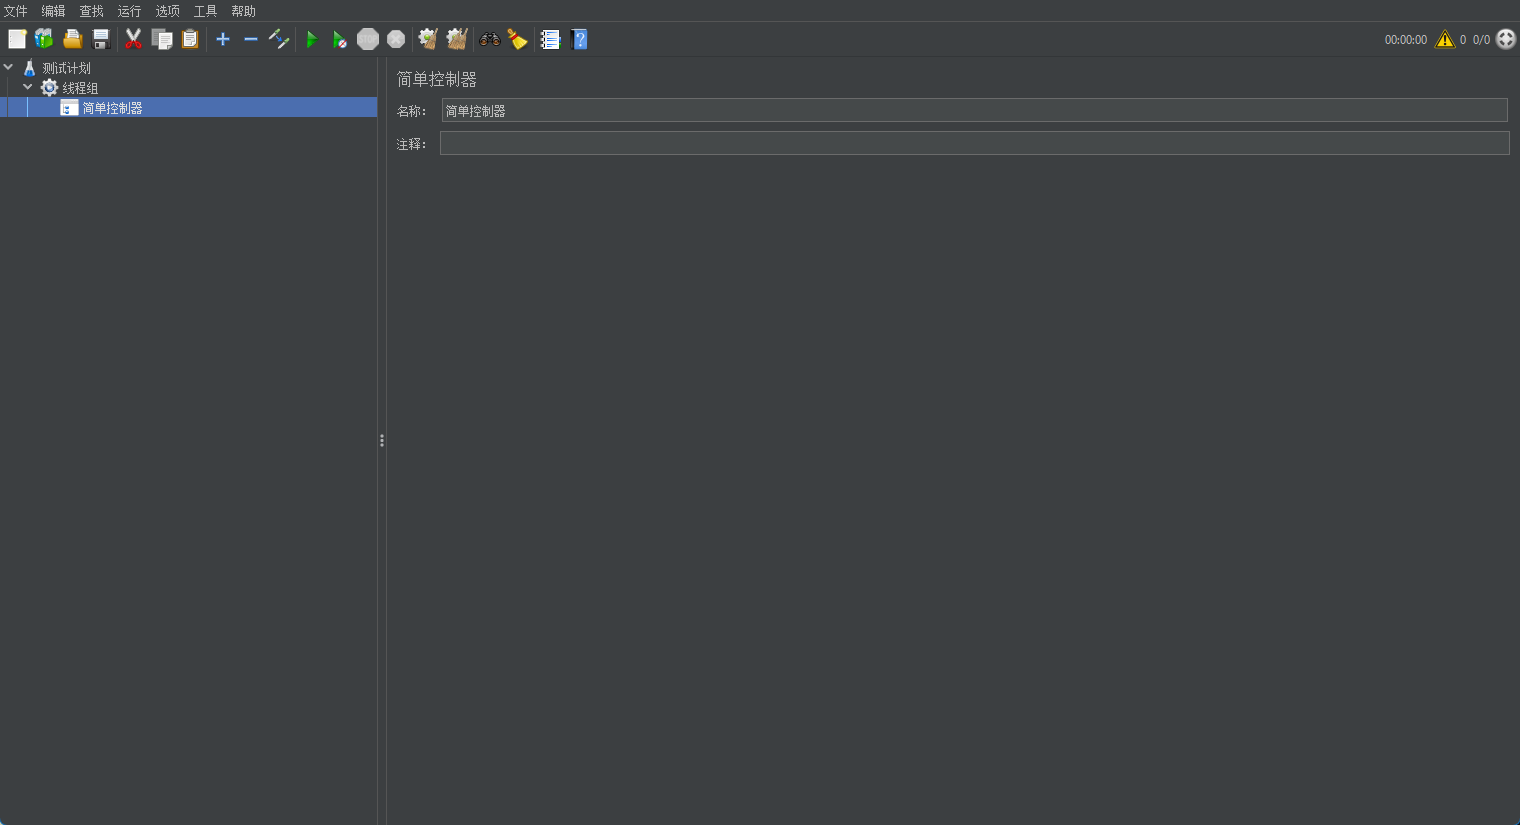 文件 编辑 查找 运行 选项 工具 帮助
00:00:00 0 0/0
测试计划
线程组
简单控制器
简单控制器
名称： 简单控制器
注释：